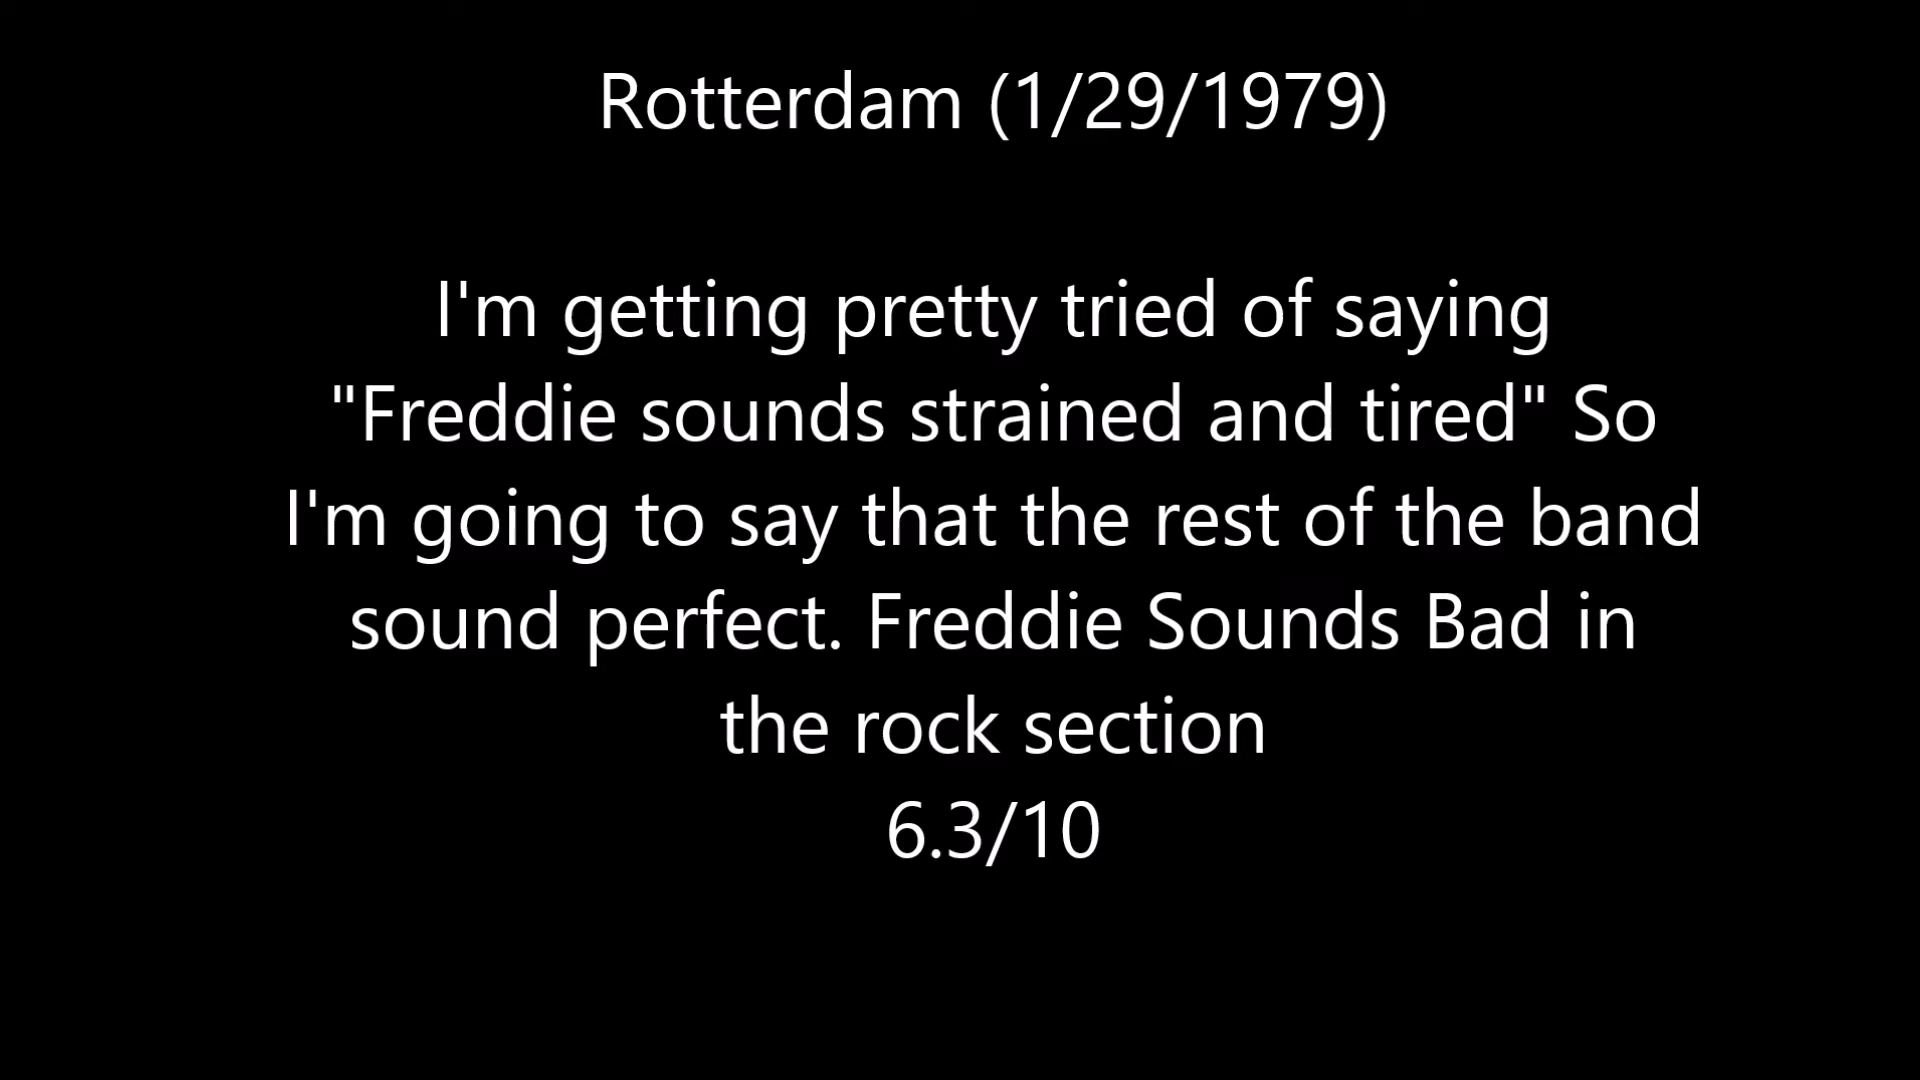 Rotterdam (1/29/1979)
I'm getting pretty tried of saying
"Freddie sounds strained and tired" So
I'm going to say that the rest of the band
sound perfect. Freddie Sounds Bad in
the rock section
6.3/10